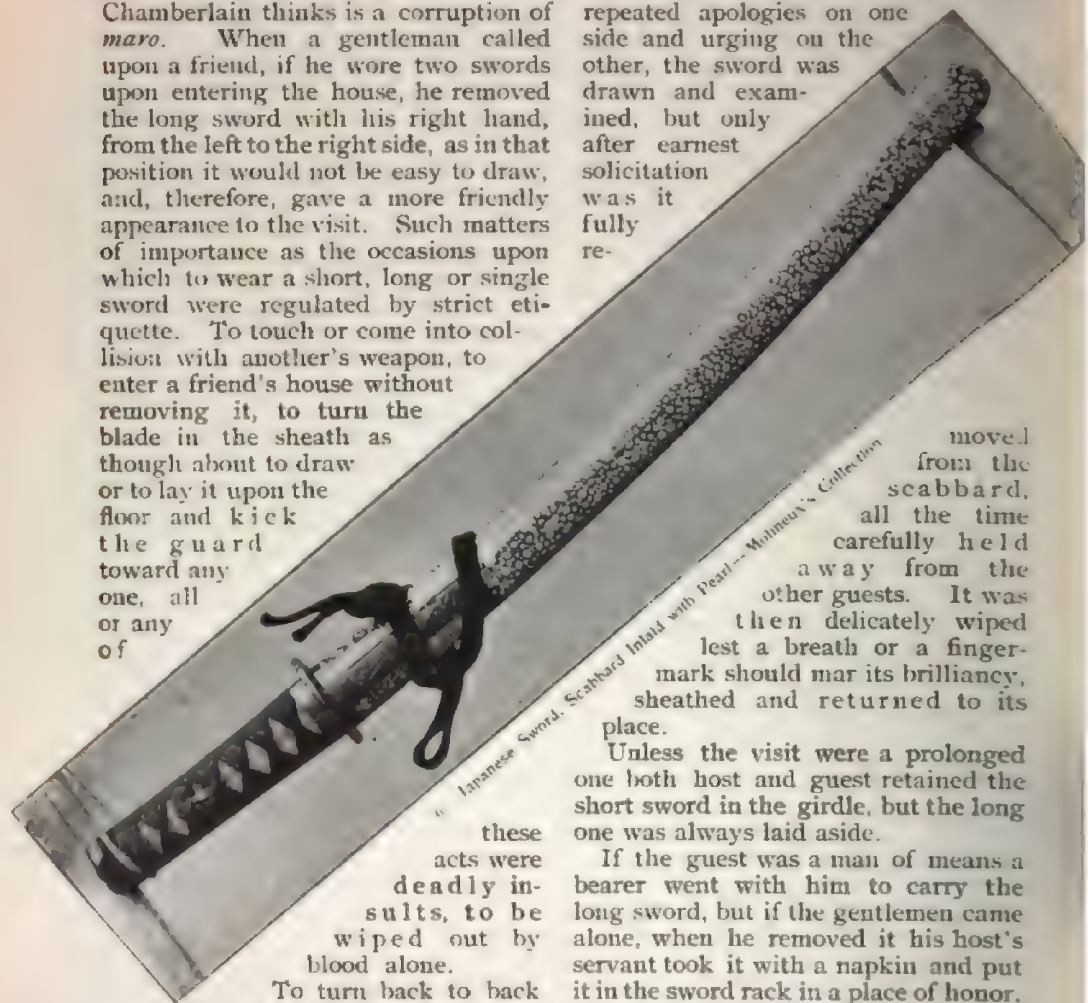 Chamberlain thinks is a corruption of
maro. When a gentleman called
upon a friend, if he wore two swords
upon entering the house, he removed
the long sword with his right hand,
from the left to the right side, as in that
position it would not be easy to draw,
and, therefore, gave a more friendly
appearance to the visit. Such matters
of importance as the occasions upon
which to wear a short, long or single
sword were regulated by strict eti-
quette. To touch or come into col-
lision with another's weapon, to
enter a friend's house without
removing it, to turn the
blade in the sheath as
though about to draw
or to lay it upon the
floor and kick
the guard
toward any
one, all
or any
of
these
acts were
deadly in-
sults, to be
wiped out by
blood alone.
To turn back to back
repeated apologies on one
side and urging on the
other, the sword was
drawn and exam-
ined, but only
after earnest
solicitation
was it
fully
re-
moved
from the
scabbard,
all the time
carefully held
away from the
other guests. It was
then delicately wiped
lest a breath or a finger-
mark should mar its brilliancy,
sheathed and returned to its
place.
Unless the visit were a prolonged
one both host and guest retained the
short sword in the girdle, but the long
one was always laid aside.
If the guest was a man of means a
bearer went with him to carry the
long sword, but if the gentlemen came
alone, when he removed it his host's
servant took it with a napkin and put
it in the sword rack in a place of honor.
Japanese Sword. Scabbard Inlaid with Pearl—Molineux's Collection